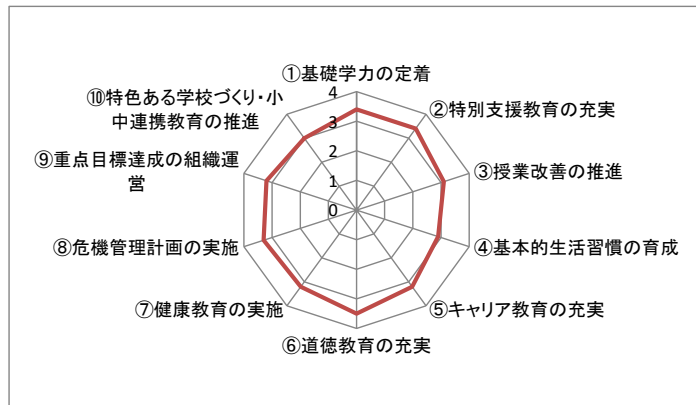 ①基礎学力の定着
②特別支援教育の充実
③授業改善の推進
④基本的生活習慣の育成
⑤キャリア教育の充実
⑥道徳教育の充実
⑦健康教育の実施
⑧危機管理計画の実施
⑨重点目標達成の組織運
営
⑩特色ある学校づくり・小
中連携教育の推進
4
3
2
1
0